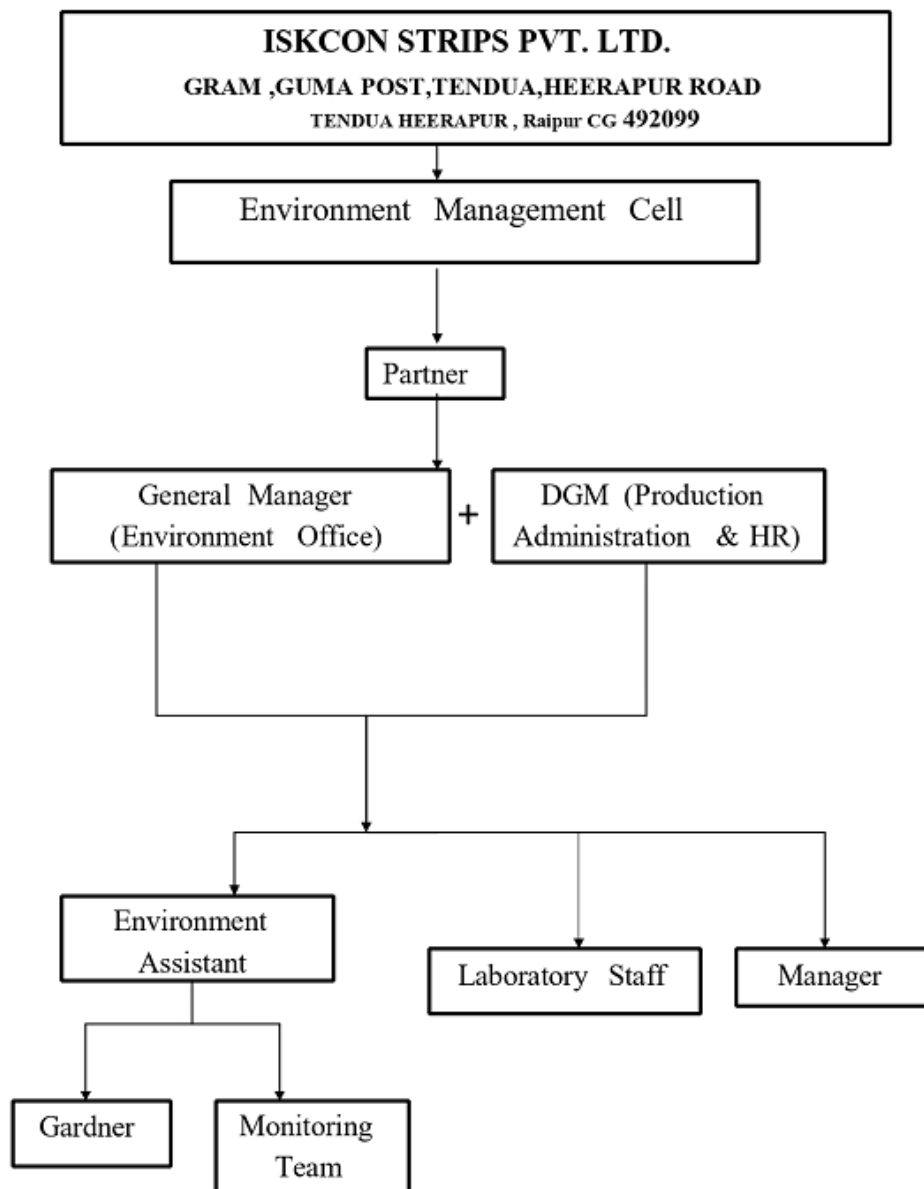 ISKCON STRIPS PVT. LTD.
GRAM ,GUMA POST,TENDUA,HEERAPUR ROAD
TENDUA HEERAPUR , Raipur CG 492099
Environment Management Cell
Partner
General Manager
(Environment Office)
+
DGM (Production
Administration & HR)
Environment
Assistant
Laboratory Staff
Manager
Gardner
Monitoring
Team